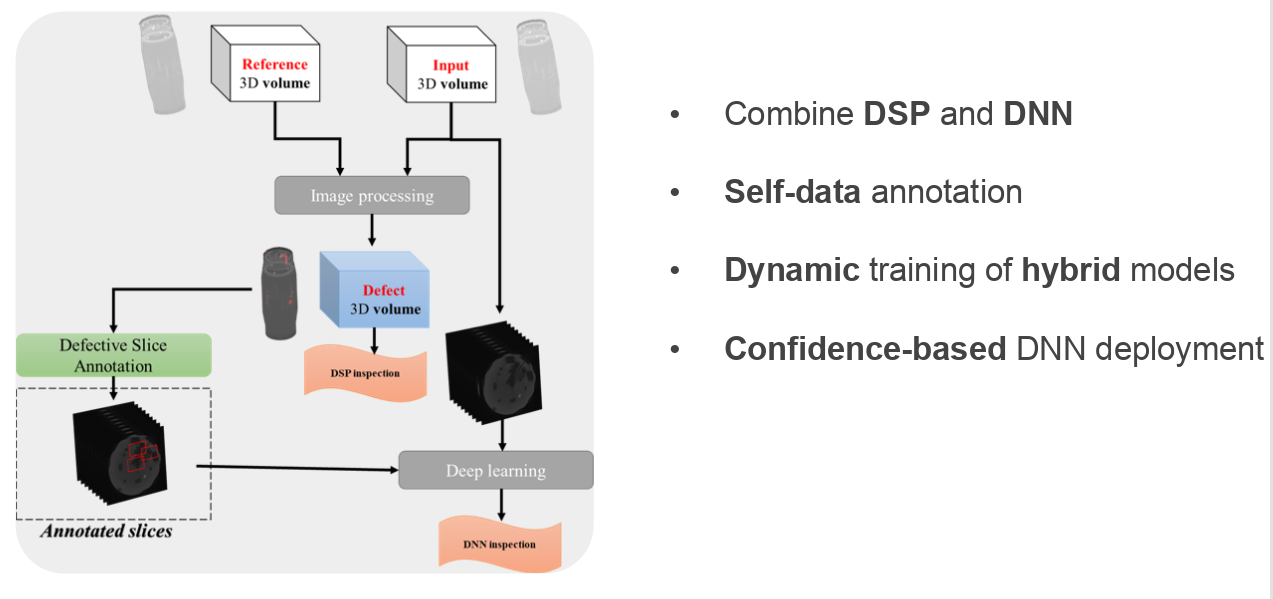 Reference
3D volume
Input
3D volume
Image processing
Defect
3D volume
Defective Slice
Annotation
DSP inspection
Deep learning
Annotated slices
DNN inspection
• Combine DSP and DNN
• Self-data annotation
• Dynamic training of hybrid models
• Confidence-based DNN deployment